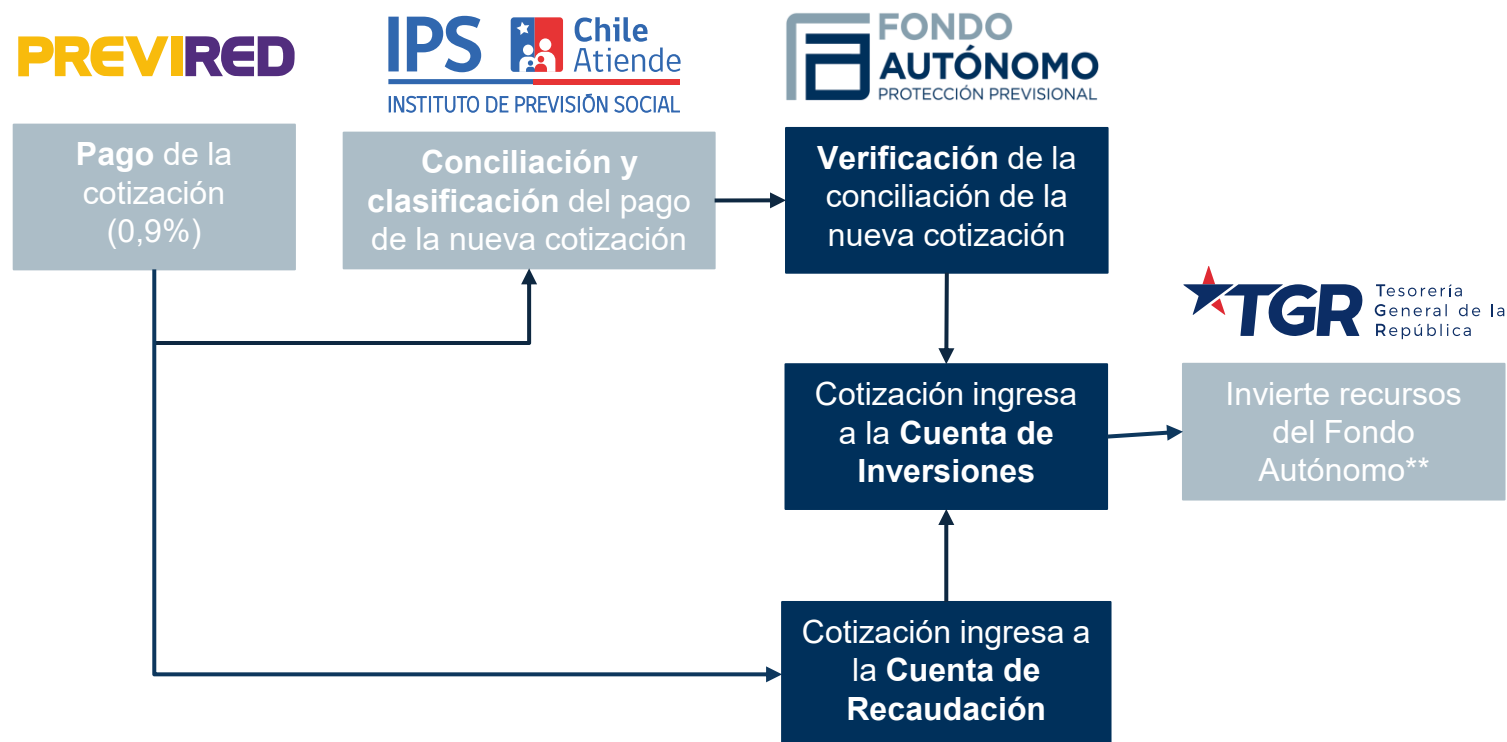 PREVIRED
IPS
Chile
Atiende
INSTITUTO DE PREVISIÓN SOCIAL
FONDO
AUTÓNOMO
PROTECCIÓN PREVISIONAL
Pago de la
cotización
(0,9%)
Conciliación y
clasificación del pago
de la nueva cotización
Verificación de la
conciliación de la
nueva cotización
TGR
Tesorería
General de la
República
Cotización ingresa
a la Cuenta de
Inversiones
Invierte recursos
del Fondo
Autónomo**
Cotización ingresa a
la Cuenta de
Recaudación